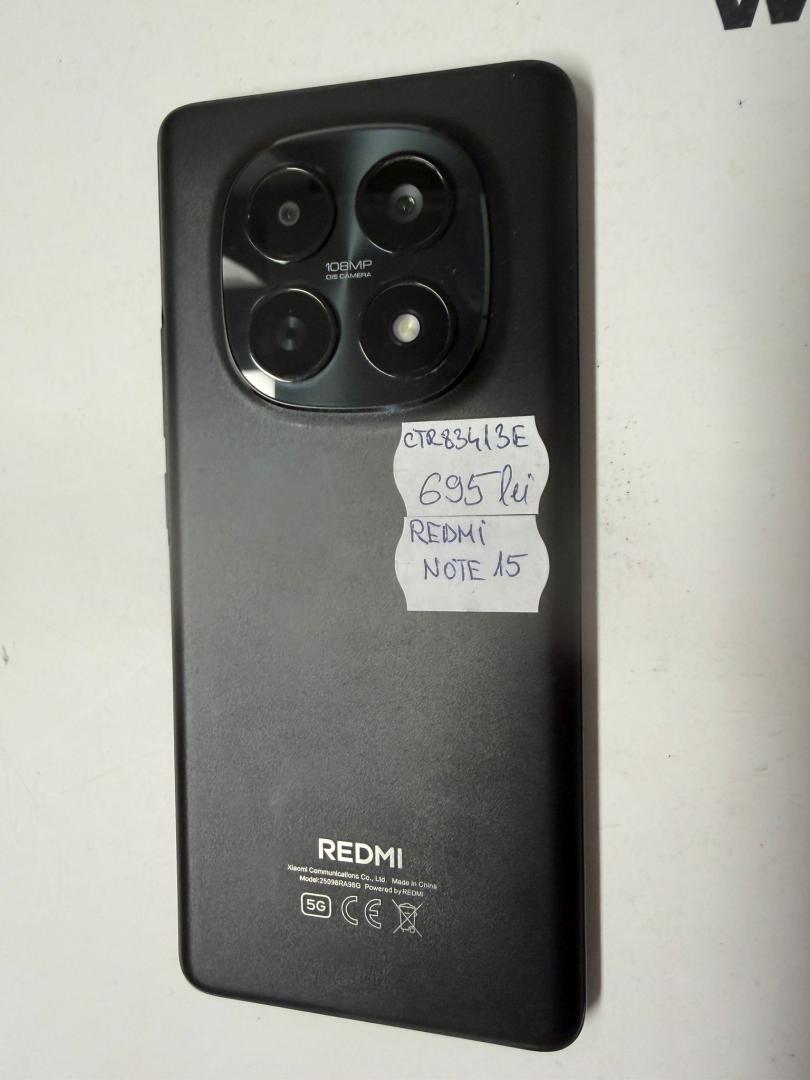 W
108MP
OIS CAMERA
CTR83413E
695 lei
REDMi
NOTE 15
REDMI
Xiaomi Communications Co., Ltd. Made in China
Model:25098RA98G Powered by REDMI
5G CE